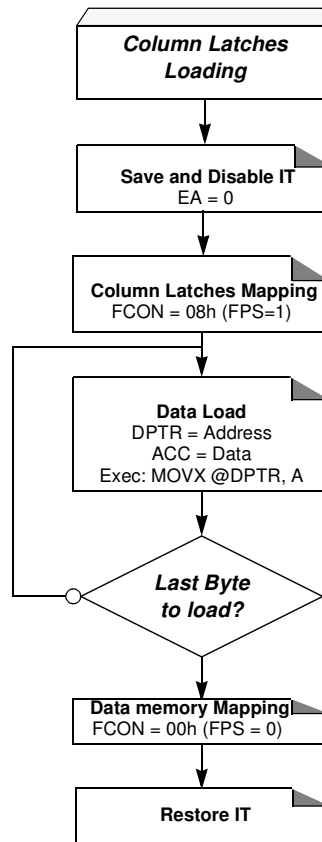 Column Latches
Loading
Save and Disable IT
EA = 0
Column Latches Mapping
FCON = 08h (FPS=1)
Data Load
DPTR = Address
ACC = Data
Exec: MOVX @DPTR, A
Last Byte
to load?
Data memory Mapping
FCON = 00h (FPS = 0)
Restore IT